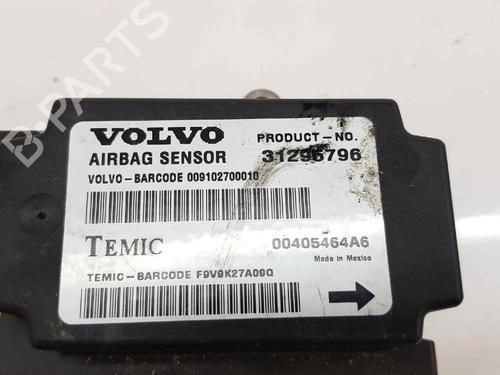 B-PARTS
VOLVO
PRODUCT-NO.
AIRBAG SENSOR
31295796
VOLVO-BARCODE 009102700010
TEMIC
00405464A6
Made in Mexico
TEMIC-BARCODE F9V9K27A09Q